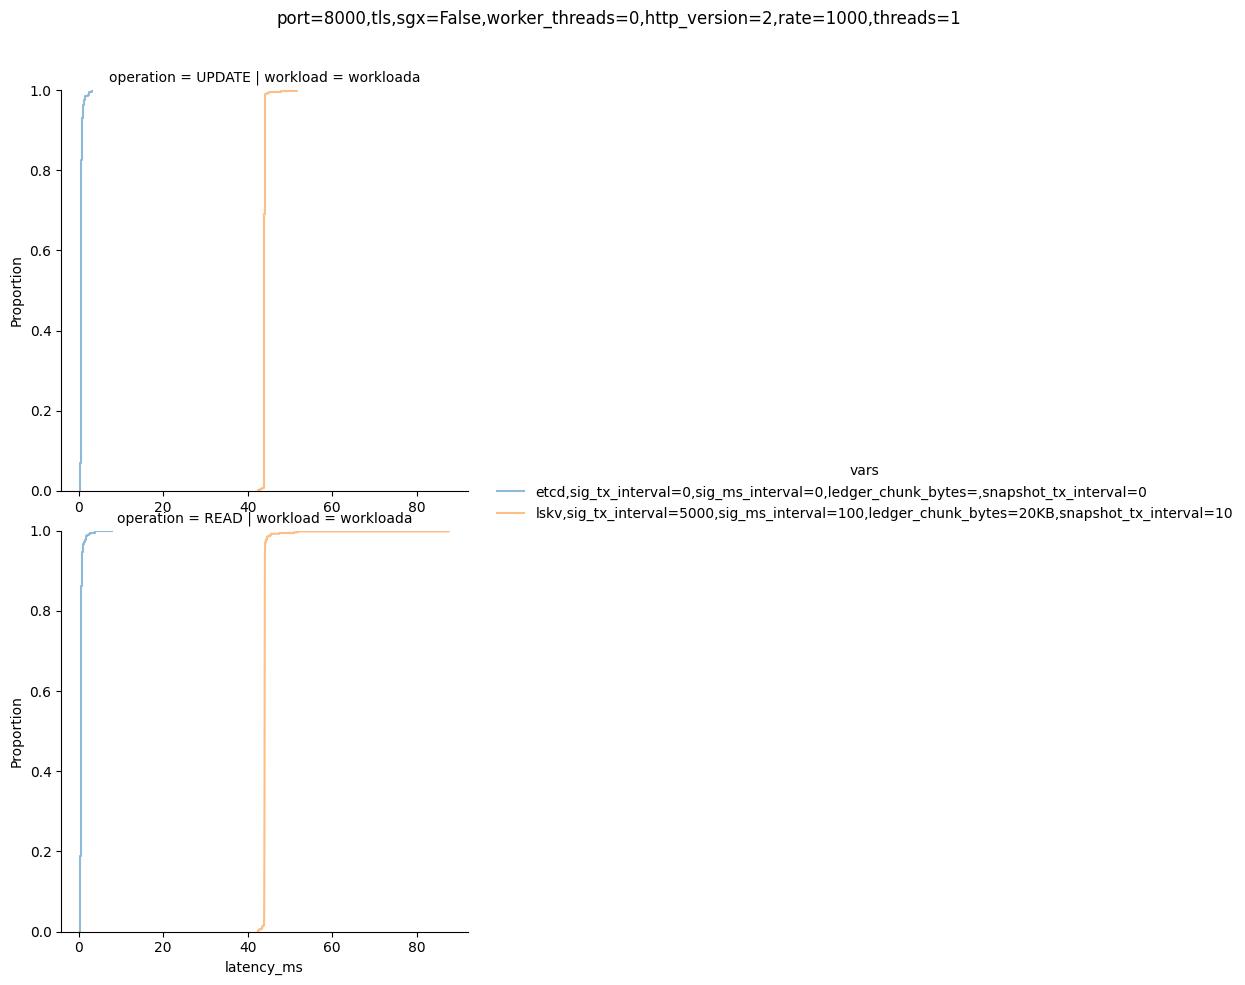 port=8000,tls,sgx=False,worker_threads=0,http_version=2,rate=1000,threads=1
operation = UPDATE | workload = workloada
1.0
0.8
0.6
0.4
0.2
0.0
Proportion
0 20 40 60 80
operation = READ | workload = workloada
1.0
0.8
0.6
0.4
0.2
0.0
Proportion
0 20 40 60 80
latency_ms
vars
etcd,sig_tx_interval=0,sig_ms_interval=0,ledger_chunk_bytes=,snapshot_tx_interval=0
lskv,sig_tx_interval=5000,sig_ms_interval=100,ledger_chunk_bytes=20KB,snapshot_tx_interval=10